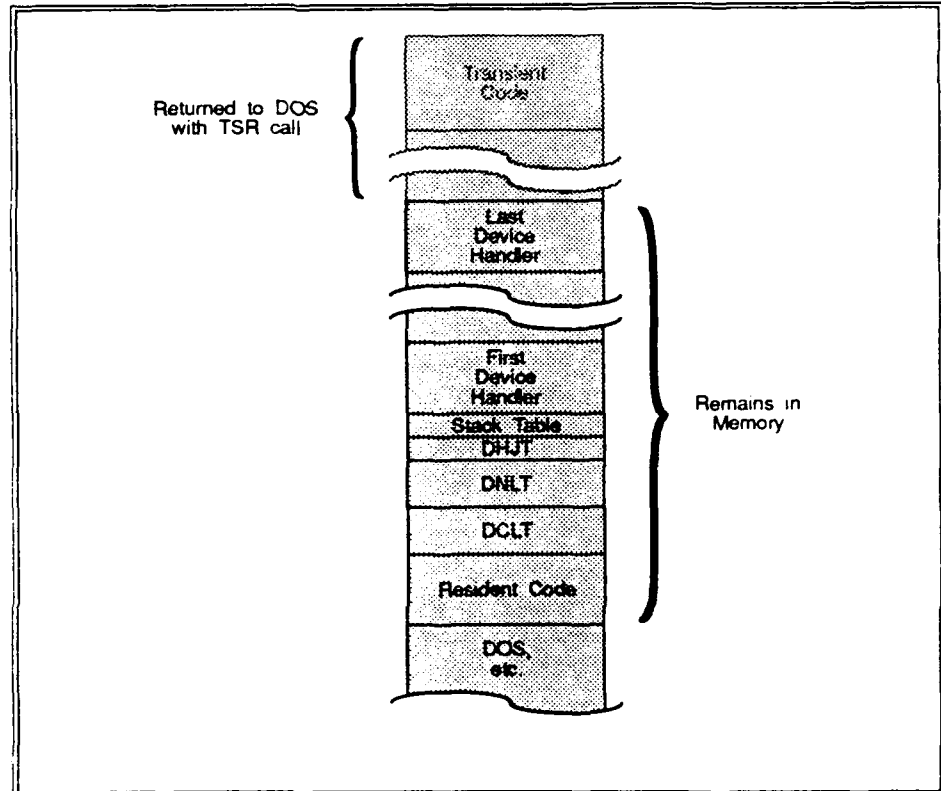 Transient
Code
Returned to DOS
with TSR call
Last
Device
Handler
First
Device
Handler
Stack Table
DHJT
DNLT
DCLT
Resident Code
Remains in
Memory
DOS,
etc.